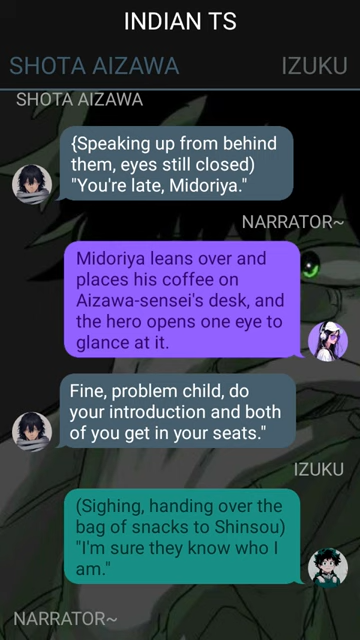 INDIAN TS
SHOTA AIZAWA IZUKU
SHOTA AIZAWA
{Speaking up from behind
them, eyes still closed)
"You're late, Midoriya."
NARRATOR~
Midoriya leans over and
places his coffee on
Aizawa-sensei's desk, and
the hero opens one eye to
glance at it.
Fine, problem child, do
your introduction and both
of you get in your seats."
IZUKU
(Sighing, handing over the
bag of snacks to Shinsou)
"I'm sure they know who I
am."
NARRATOR~